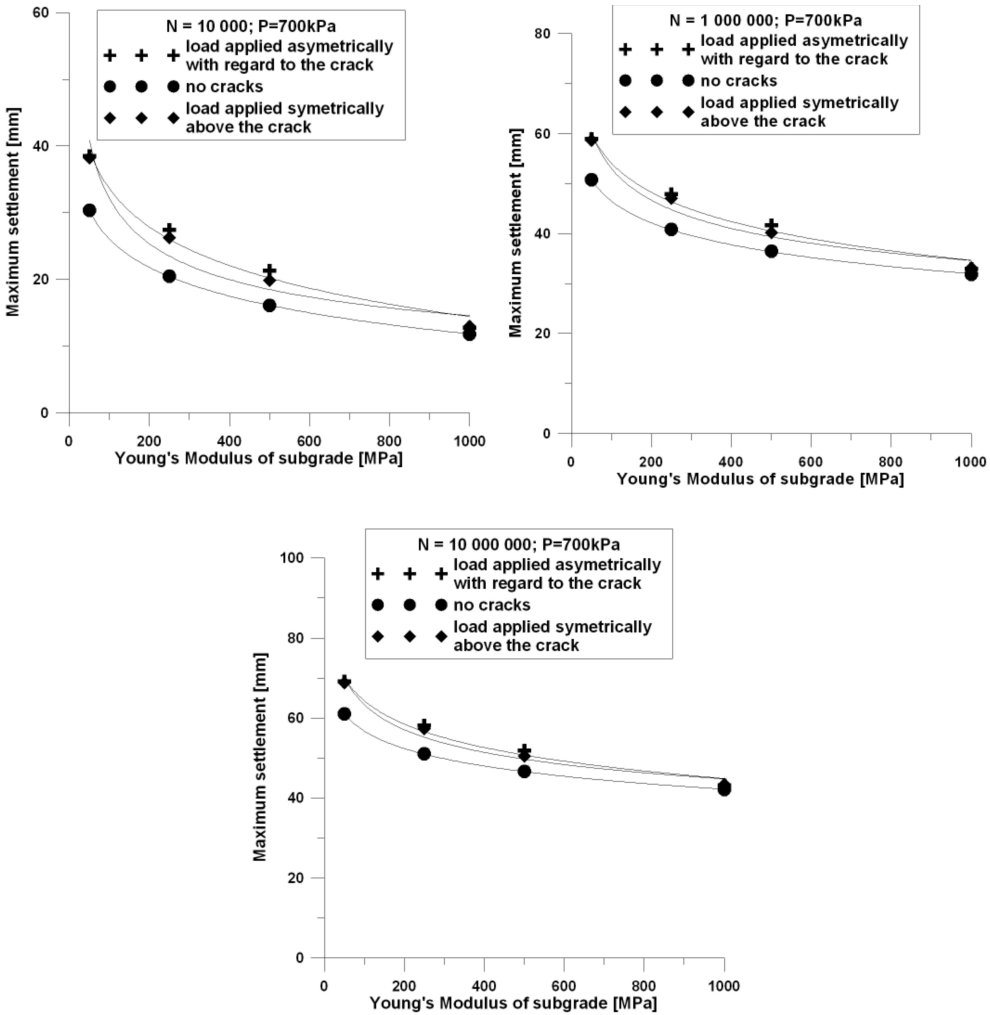 N = 10 000; P=700kPa
load applied asymetrically
with regard to the crack
no cracks
load applied symetrically
above the crack
Maximum settlement [mm]
60
40
20
0
0 200 400 600 800 1000
Young's Modulus of subgrade [MPa]
N = 1 000 000; P=700kPa
load applied asymetrically
with regard to the crack
no cracks
load applied symetrically
above the crack
Maximum settlement [mm]
80
60
40
20
0
0 200 400 600 800 1000
Young's Modulus of subgrade [MPa]
N = 10 000 000; P=700kPa
load applied asymetrically
with regard to the crack
no cracks
load applied symetrically
above the crack
Maximum settlement [mm]
100
80
60
40
20
0
0 200 400 600 800 1000
Young's Modulus of subgrade [MPa]